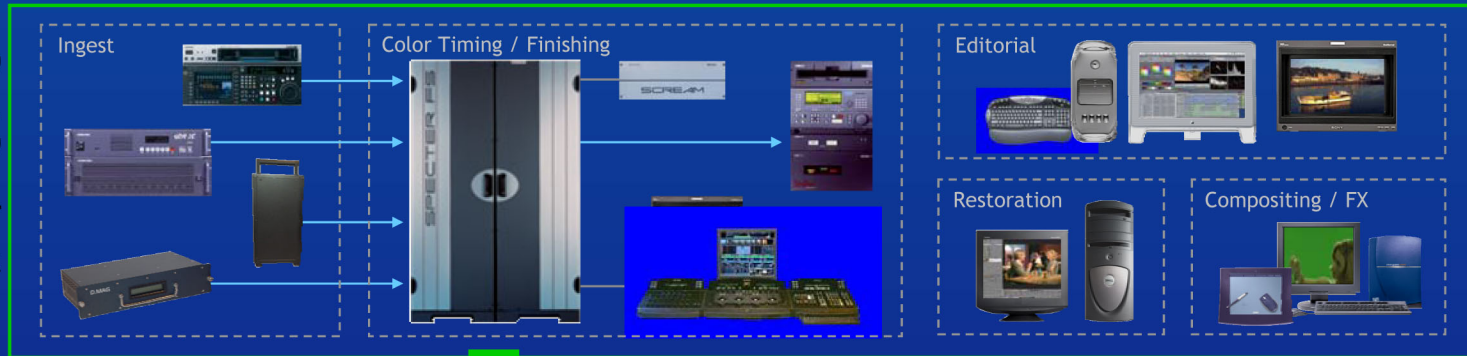 Ingest
Color Timing / Finishing
Editorial
SPECTER FS
SCREAM
D.MAG
Restoration
Compositing / FX